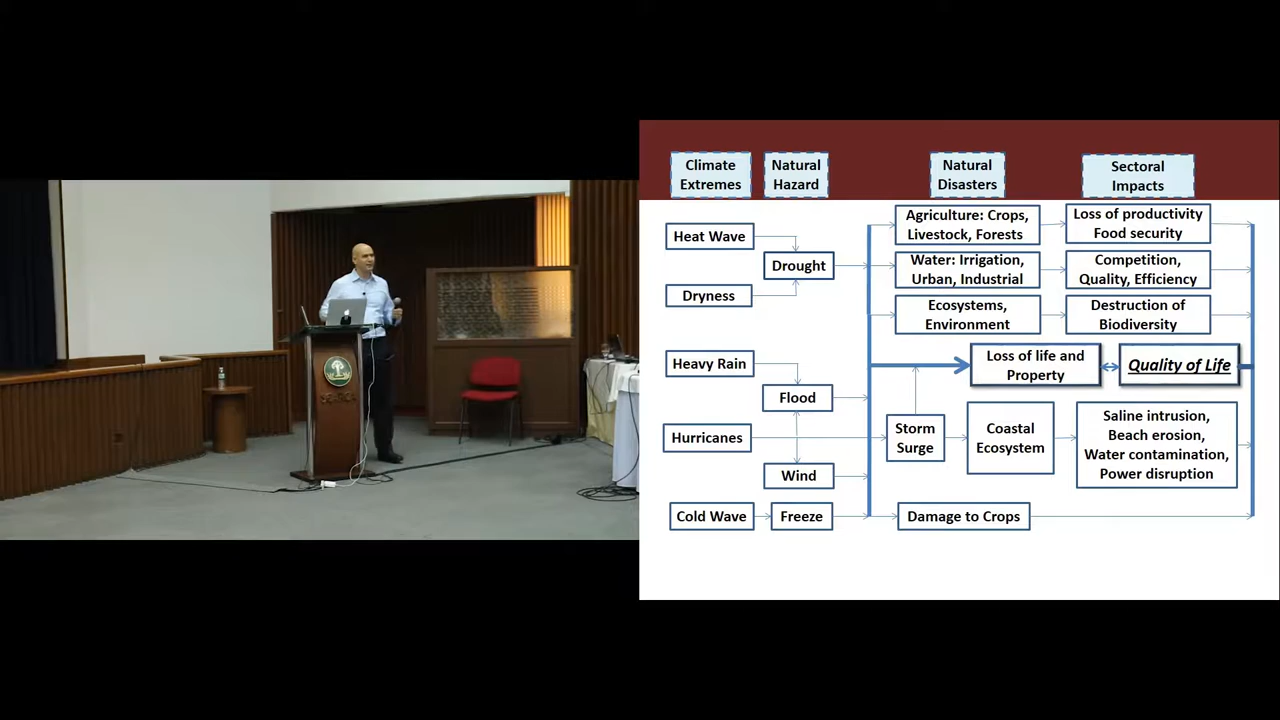 Climate
Extremes
Natural
Hazard
Natural
Disasters
Sectoral
Impacts
Heat Wave
Dryness
Drought
Agriculture: Crops,
Livestock, Forests
Loss of productivity
Food security
Water: Irrigation,
Urban, Industrial
Competition,
Quality, Efficiency
Ecosystems,
Environment
Destruction of
Biodiversity
Heavy Rain
Flood
Loss of life and
Property
Quality of Life
Hurricanes
Wind
Storm
Surge
Coastal
Ecosystem
Saline intrusion,
Beach erosion,
Water contamination,
Power disruption
Cold Wave
Freeze
Damage to Crops
SEARCA